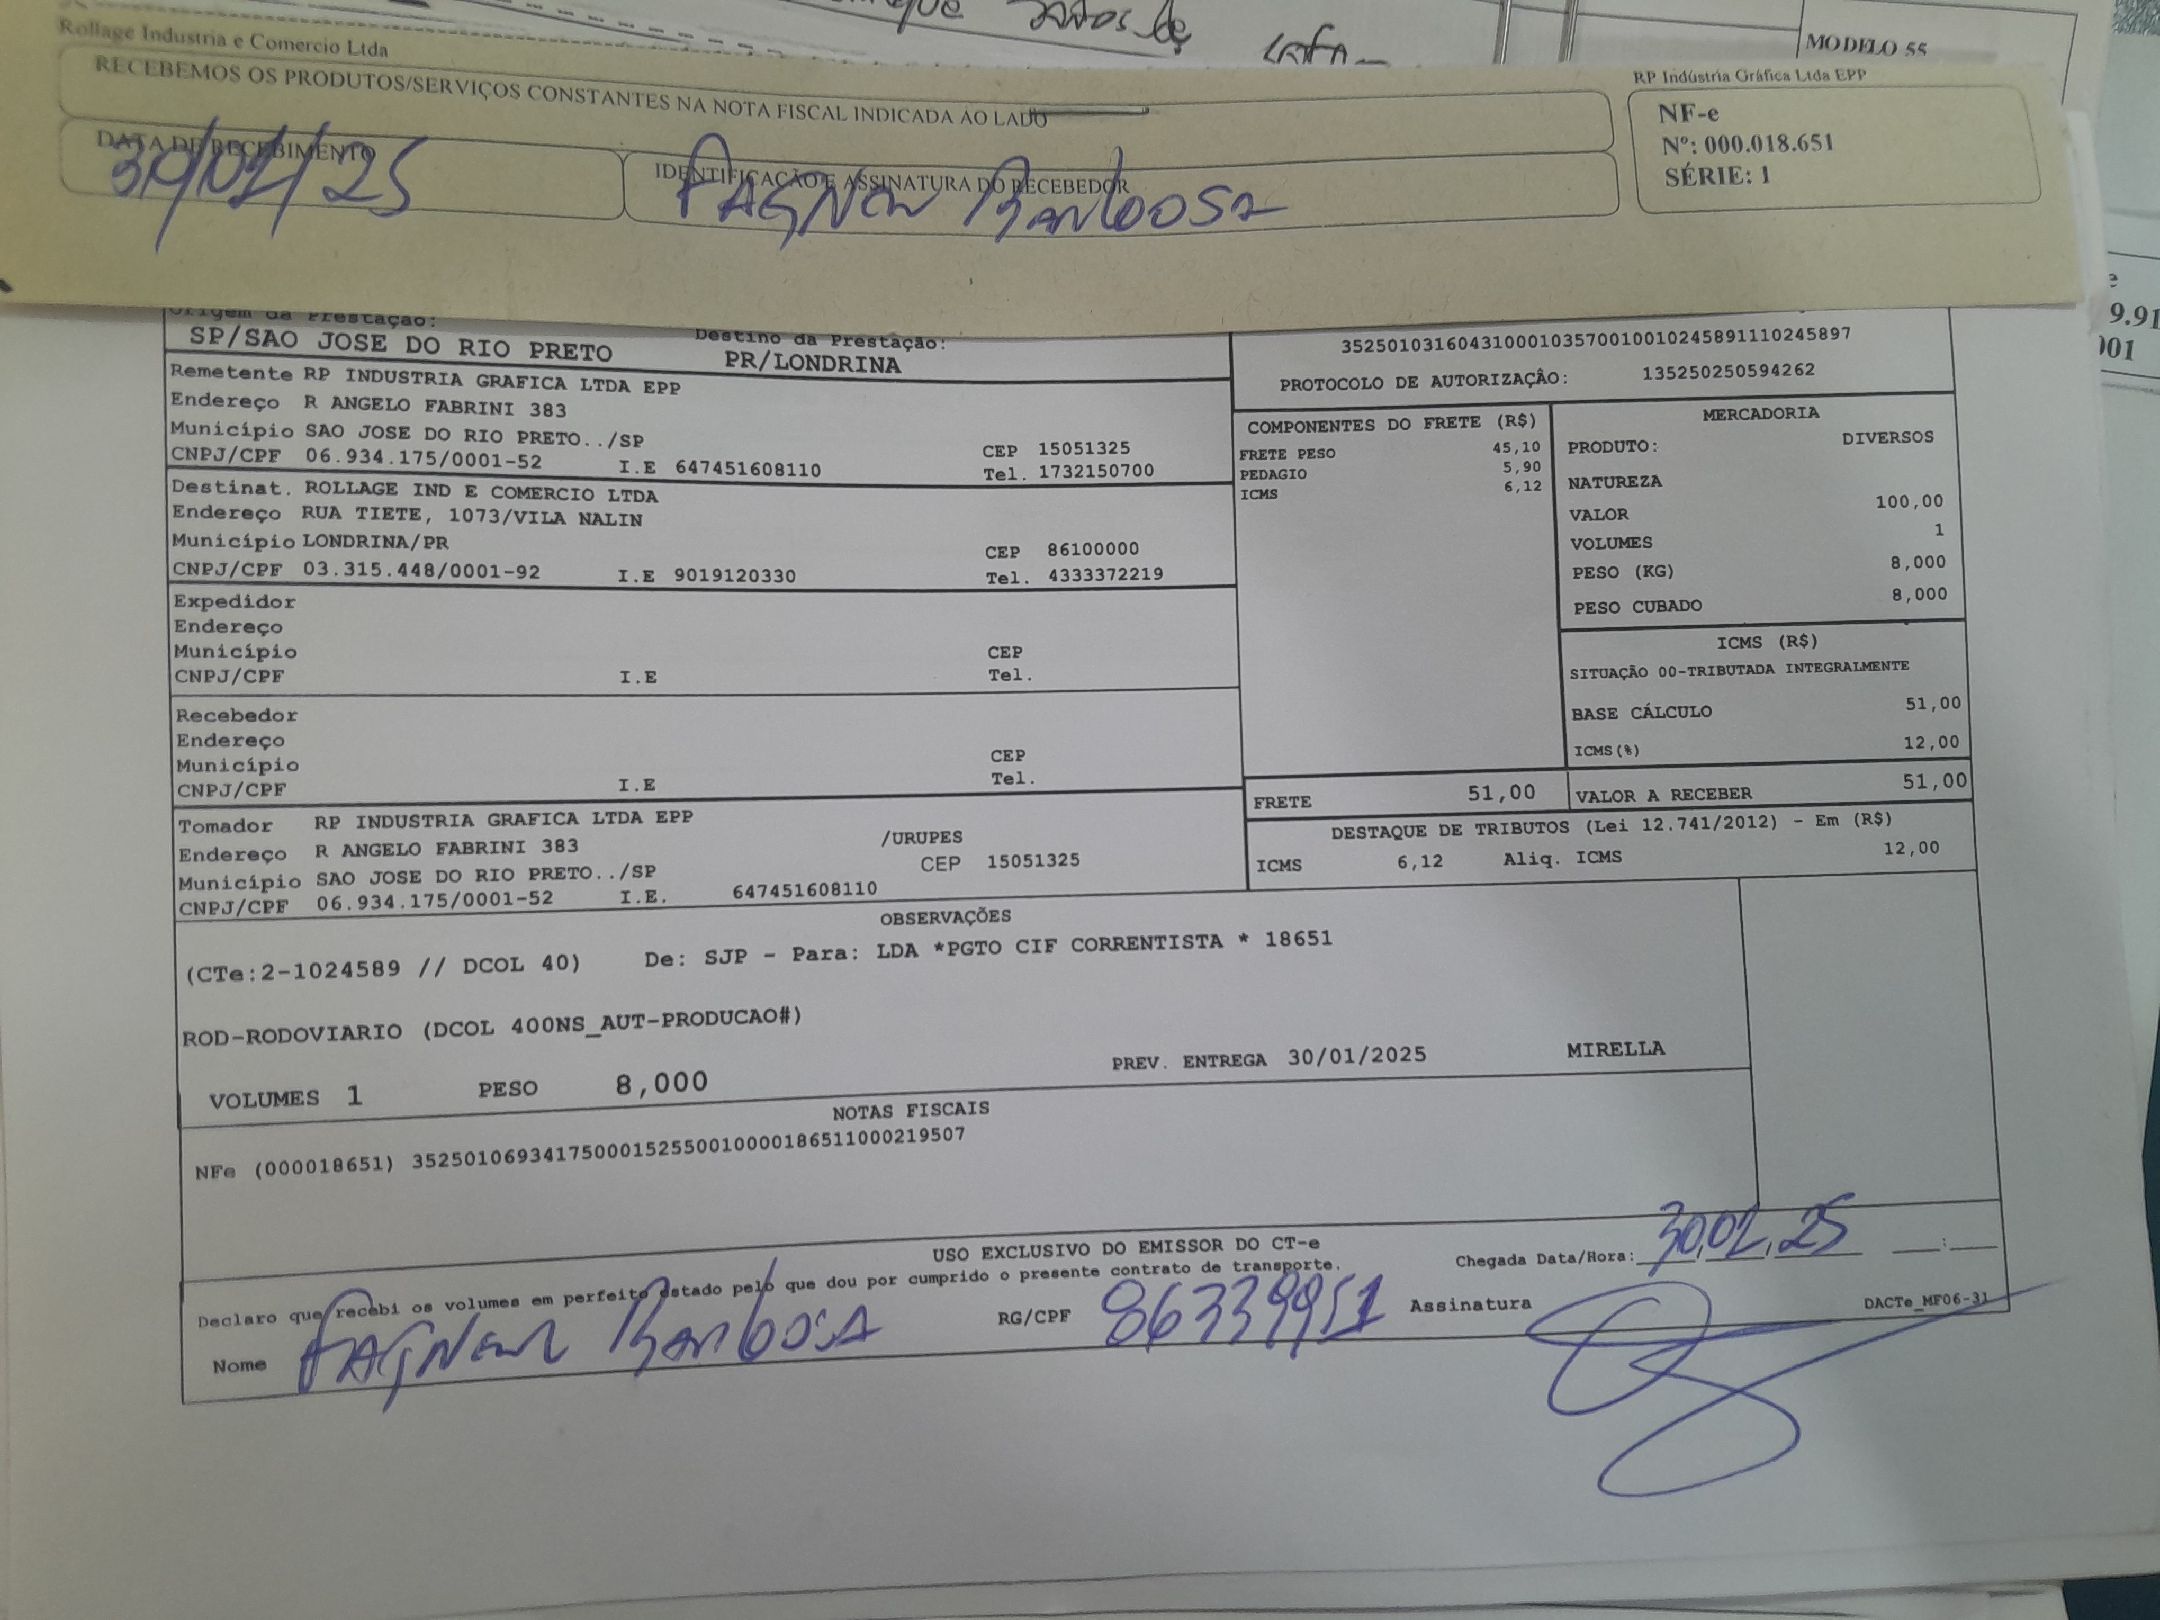 MODELO 55
Rollage Industria e Comercio Ltda
RP Indústria Gráfica Ltda EPP
RECEBEMOS OS PRODUTOS/SERVIÇOS CONSTANTES NA NOTA FISCAL INDICADA AO LADO
NF-e
Nº: 000.018.651
SÉRIE: 1
DATA DE RECEBIMENTO
30/01/25
IDENTIFICAÇÃO E ASSINATURA DO RECEBEDOR
FAGNER Barbosa
9.91
001
Origem da Prestação:
Destino da Prestação:
SP/SAO JOSE DO RIO PRETO
PR/LONDRINA
35250103160431000103570010010245891110245897
PROTOCOLO DE AUTORIZAÇÂO: 135250250594262
Remetente RP INDUSTRIA GRAFICA LTDA EPP
Endereço R ANGELO FABRINI 383
Município SAO JOSE DO RIO PRETO../SP
CEP 15051325
CNPJ/CPF 06.934.175/0001-52 I.E 647451608110 Tel. 1732150700
Destinat. ROLLAGE IND E COMERCIO LTDA
Endereço RUA TIETE, 1073/VILA NALIN
Município LONDRINA/PR CEP 86100000
CNPJ/CPF 03.315.448/0001-92 I.E 9019120330 Tel. 4333372219
Expedidor
Endereço
Município CEP
CNPJ/CPF I.E Tel.
Recebedor
Endereço
Município CEP
CNPJ/CPF I.E Tel.
Tomador RP INDUSTRIA GRAFICA LTDA EPP
Endereço R ANGELO FABRINI 383 /URUPES
Município SAO JOSE DO RIO PRETO../SP CEP 15051325
CNPJ/CPF 06.934.175/0001-52 I.E. 647451608110
COMPONENTES DO FRETE (R$)
FRETE PESO 45,10
PEDAGIO 5,90
ICMS 6,12
MERCADORIA
PRODUTO: DIVERSOS
NATUREZA
VALOR 100,00
VOLUMES 1
PESO (KG) 8,000
PESO CUBADO 8,000
ICMS (R$)
SITUAÇÃO 00-TRIBUTADA INTEGRALMENTE
BASE CÁLCULO 51,00
ICMS(%) 12,00
FRETE 51,00 VALOR A RECEBER 51,00
DESTAQUE DE TRIBUTOS (Lei 12.741/2012) - Em (R$)
ICMS 6,12 Aliq. ICMS 12,00
OBSERVAÇÕES
(CTe:2-1024589 // DCOL 40) De: SJP - Para: LDA *PGTO CIF CORRENTISTA * 18651
ROD-RODOVIARIO (DCOL 400NS_AUT-PRODUCAO#)
VOLUMES 1 PESO 8,000 PREV. ENTREGA 30/01/2025 MIRELLA
NOTAS FISCAIS
NFe (000018651) 35250106934175000152550010000186511000219507
USO EXCLUSIVO DO EMISSOR DO CT-e
Declaro que recebi os volumes em perfeito estado pelo que dou por cumprido o presente contrato de transporte.
Chegada Data/Hora: 30.01.25 __:__
Nome FAGNER Barbosa RG/CPF 86339951 Assinatura
DACTe_MF06-31